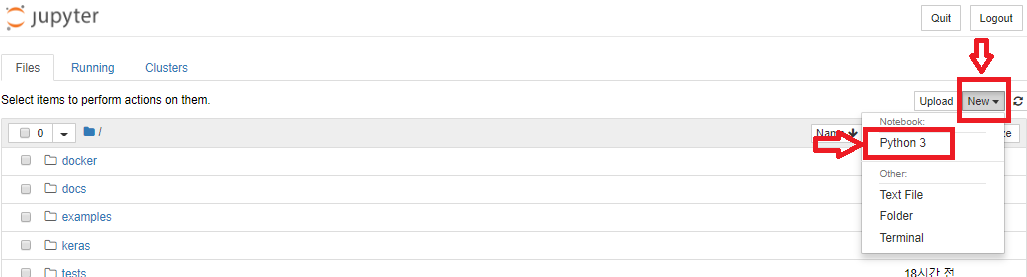 jupyter
Quit Logout
Files Running Clusters
Select items to perform actions on them.
Upload New
0 /
Notebook:
Python 3
Other:
Text File
Folder
Terminal
docker
docs
examples
keras
tests 18시간 전